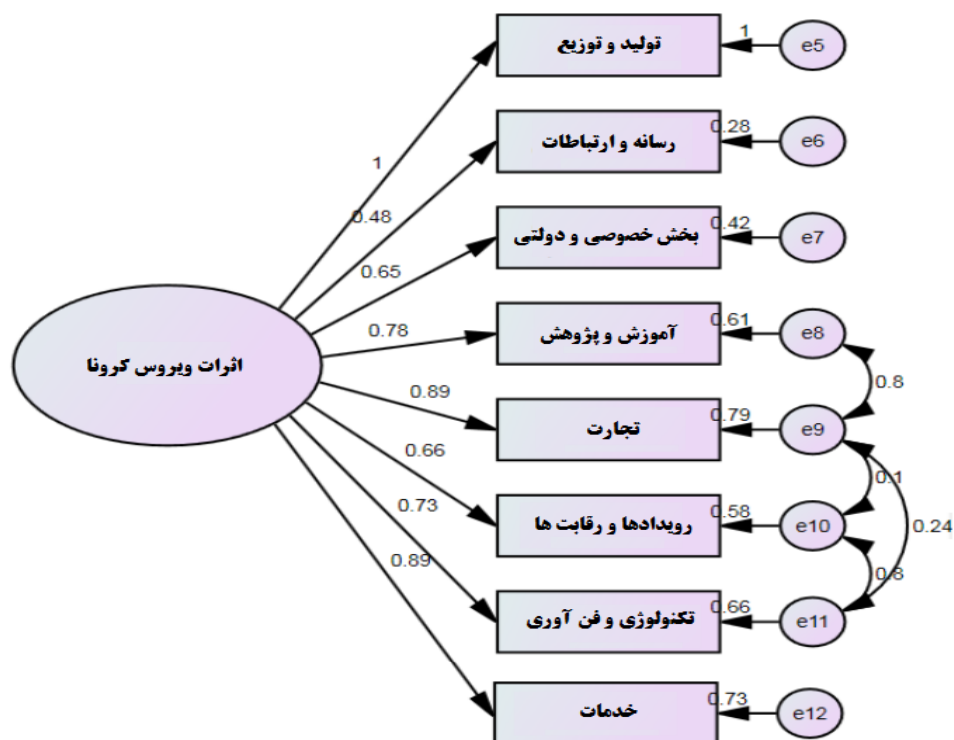 تولید و توزیع
1
e5
رسانه و ارتباطات
0.28
e6
1
0.48
بخش خصوصی و دولتی
0.42
e7
0.65
آموزش و پژوهش
0.61
e8
0.78
اثرات ویروس کرونا
0.8
0.89
تجارت
0.79
e9
0.66
0.1
0.73
رویدادها و رقابت ها
0.58
e10
0.24
0.89
0.8
تکنولوژی و فن آوری
0.66
e11
خدمات
0.73
e12